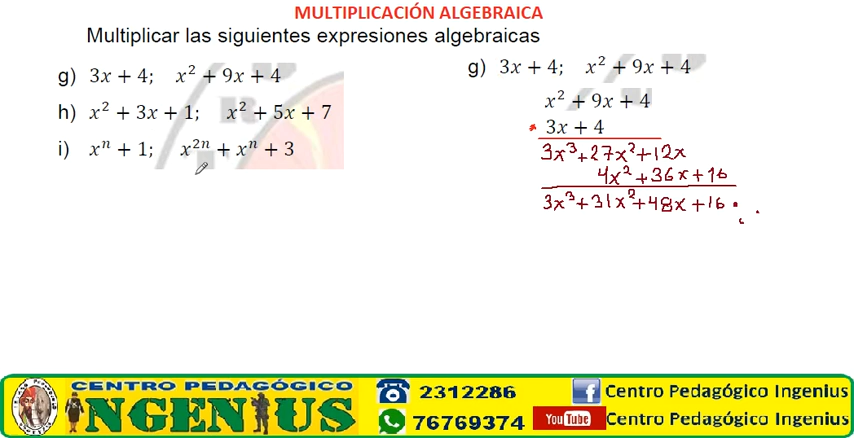 MULTIPLICACIÓN ALGEBRAICA
Multiplicar las siguientes expresiones algebraicas
g) 3x + 4; x² + 9x + 4
h) x² + 3x + 1; x² + 5x + 7
i) xⁿ + 1; x²ⁿ + xⁿ + 3
g) 3x + 4; x² + 9x + 4
x² + 9x + 4
* 3x + 4
3x³+27x²+12x
4x²+36x+16
3x³+31x²+48x+16
CENTRO PEDAGÓGICO
INGENIUS
2312286
76769374
f Centro Pedagógico Ingenius
You Tube Centro Pedagógico Ingenius